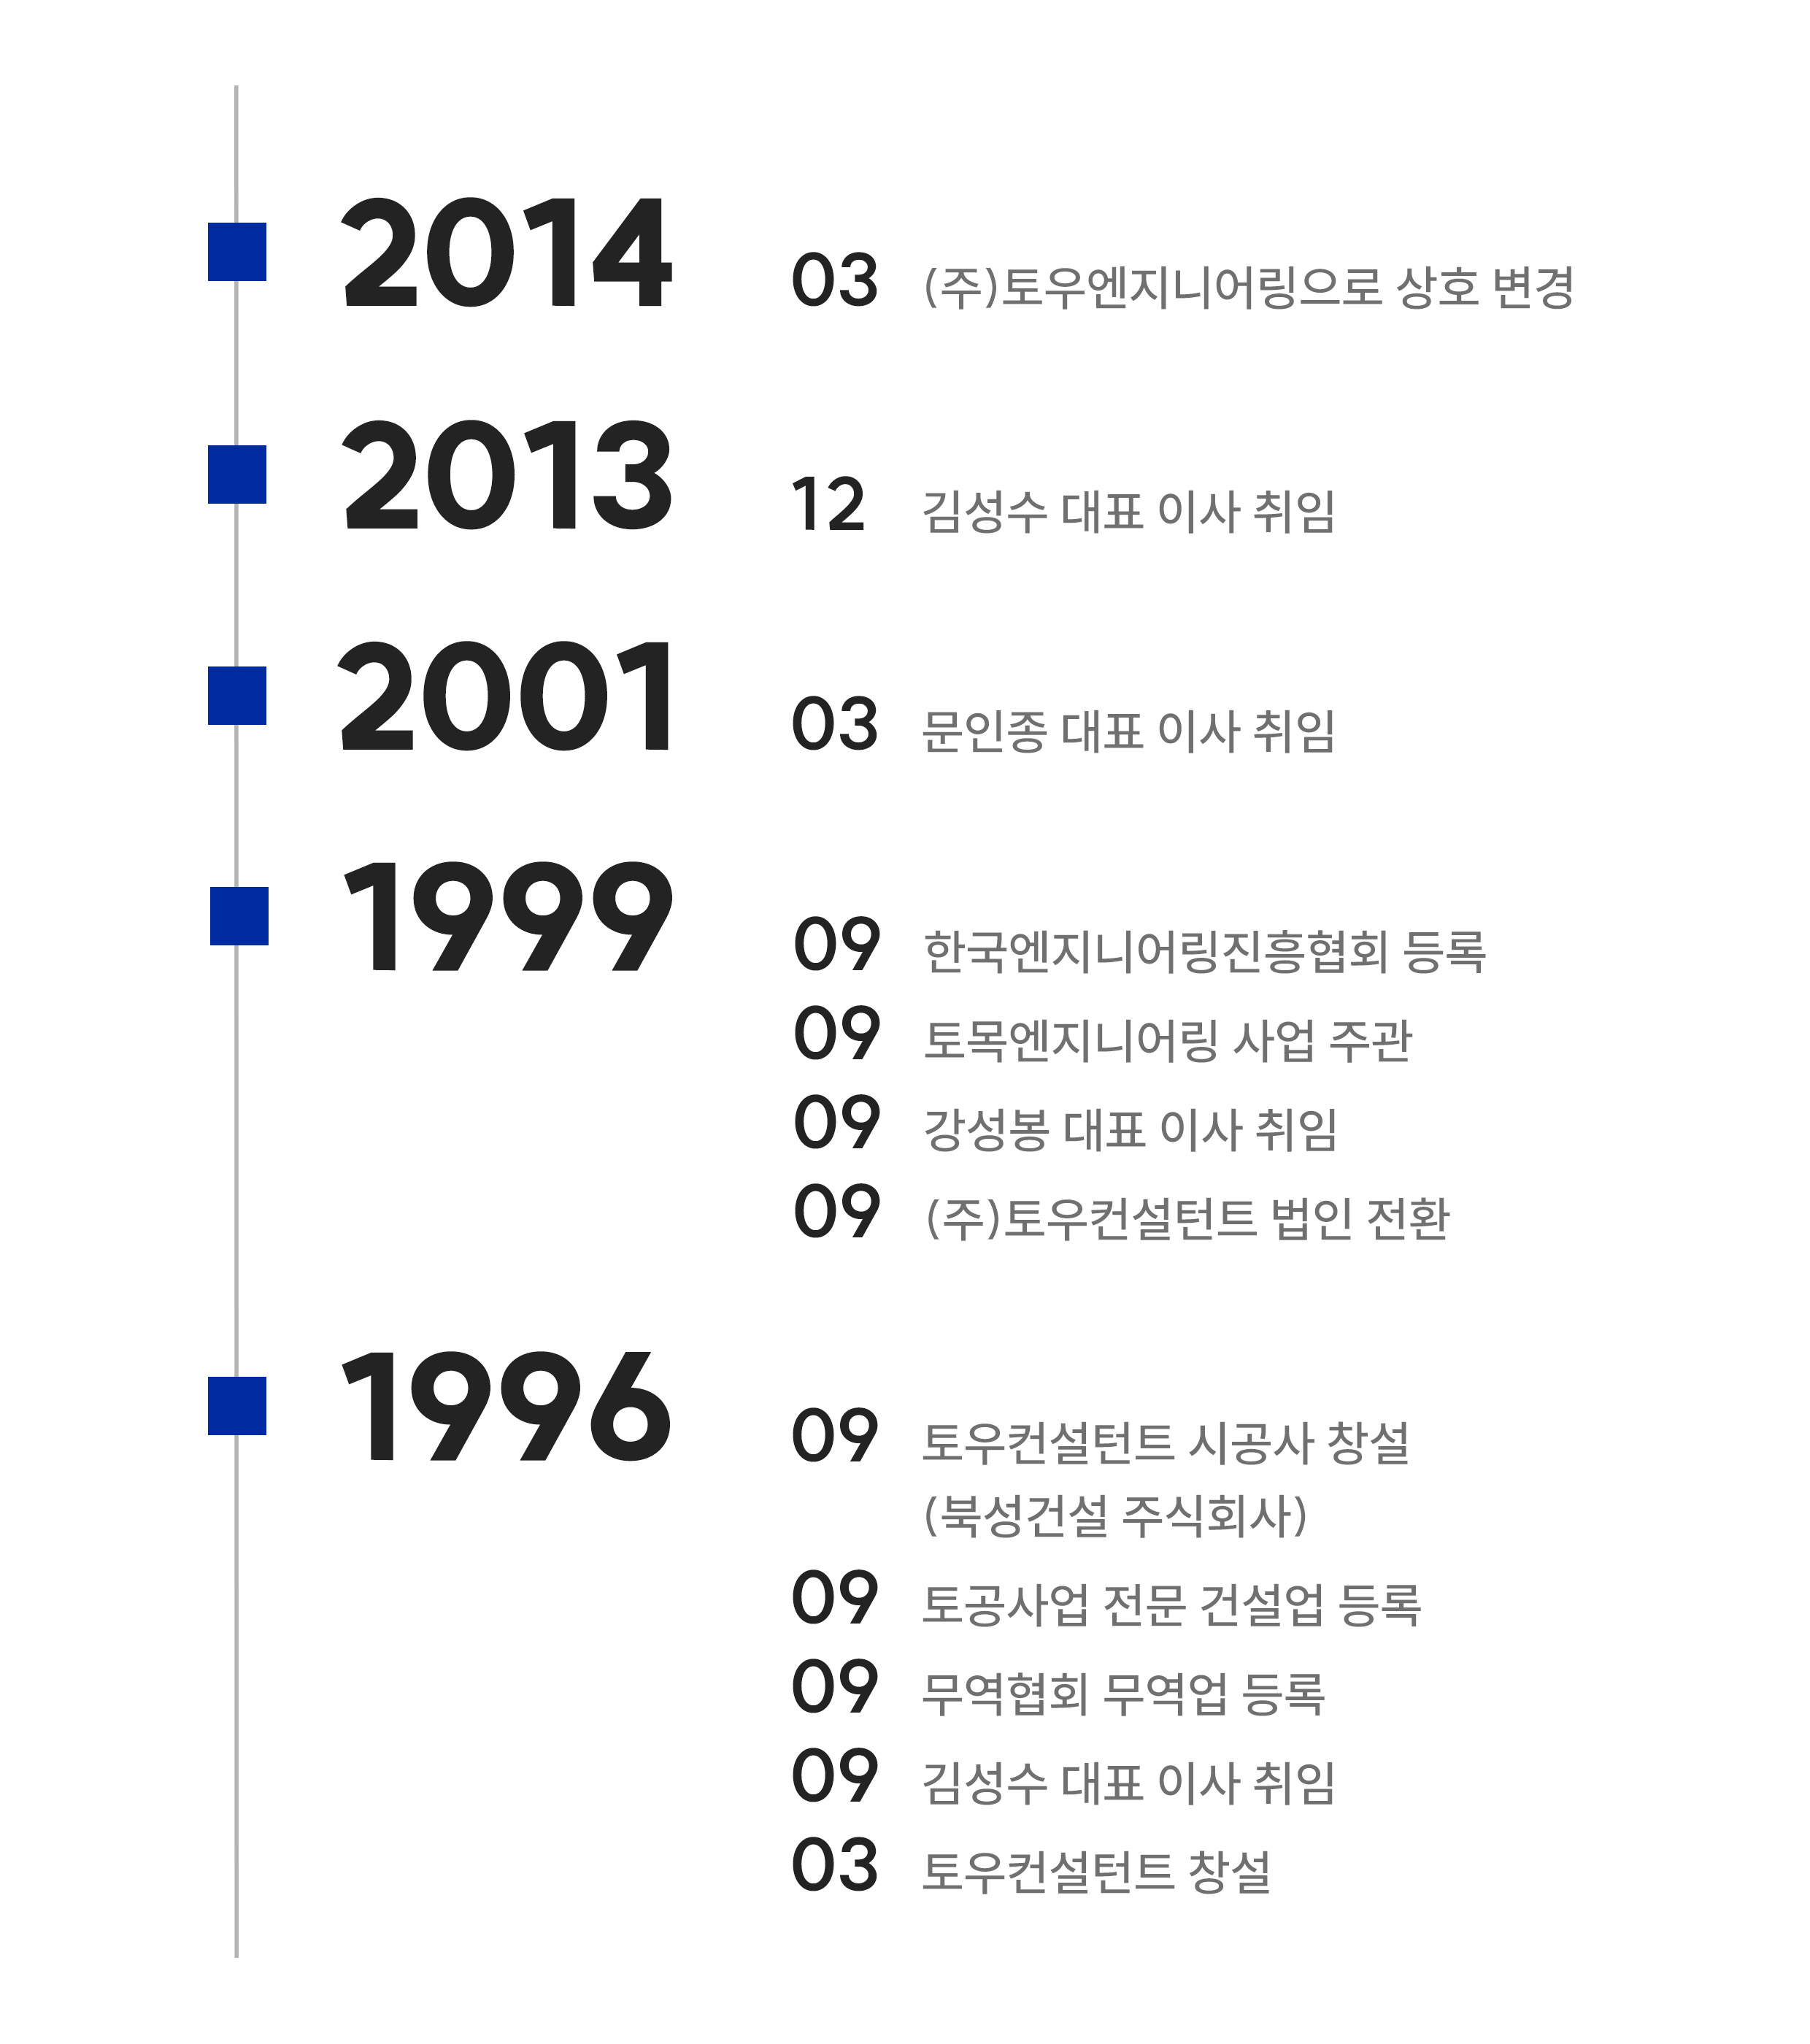 2014
03 (주)토우엔지니어링으로 상호 변경
2013
12 김성수 대표 이사 취임
2001
03 문인종 대표 이사 취임
1999
09 한국엔지니어링진흥협회 등록
09 토목엔지니어링 사업 주관
09 강성봉 대표 이사 취임
09 (주)토우컨설턴트 법인 전환
1996
09 토우컨설턴트 시공사 창설
(북성건설 주식회사)
09 토공사업 전문 건설업 등록
09 무역협회 무역업 등록
09 김성수 대표 이사 취임
03 토우컨설턴트 창설